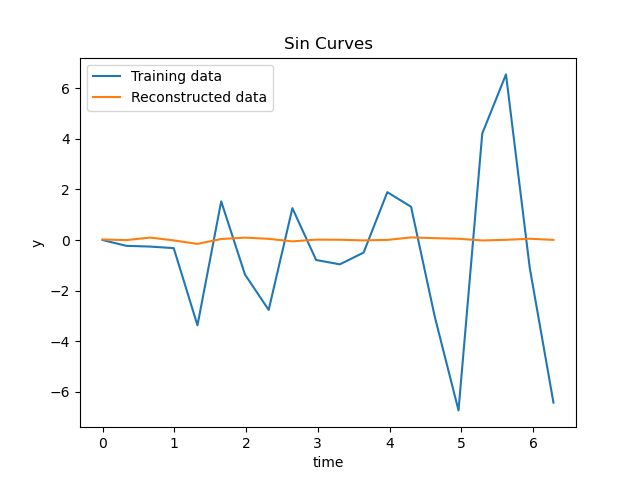 Sin Curves
Training data
Reconstructed data
6
4
2
0
−2
−4
−6
y
0 1 2 3 4 5 6
time